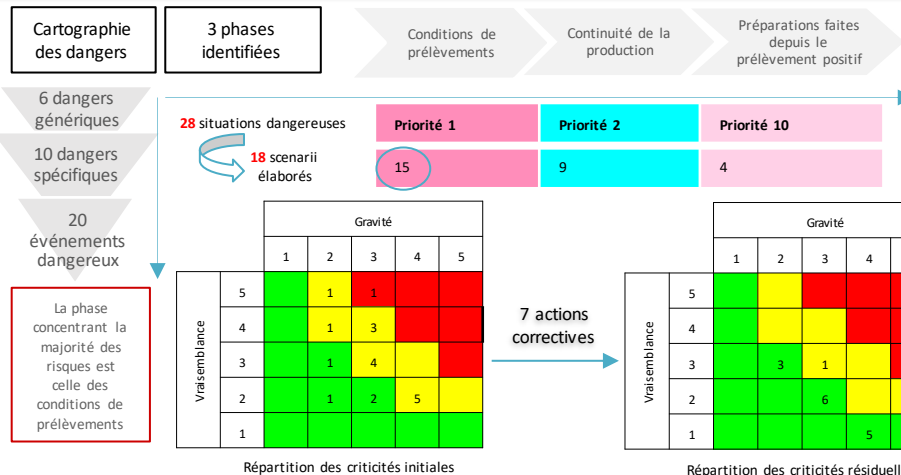 Cartographie
des dangers
3 phases
identifiées
Conditions de
prélèvements
Continuité de la
production
Préparations faites
depuis le
prélèvement positif
6 dangers
génériques
10 dangers
spécifiques
20
événements
dangereux
La phase
concentrant la
majorité des
risques est
celle des
conditions de
prélèvements
28 situations dangereuses
18 scenarii
élaborés
Priorité 1
Priorité 2
Priorité 10
15
9
4
Gravité
1 2 3 4 5
Vraisemblance
5 1 1
4 1 3
3 1 4
2 1 2 5
1
Répartition des criticités initiales
7 actions
correctives
Gravité
1 2 3 4
Vraisemblance
5
4
3 3 1
2 6
1 5
Répartition des criticités résiduell